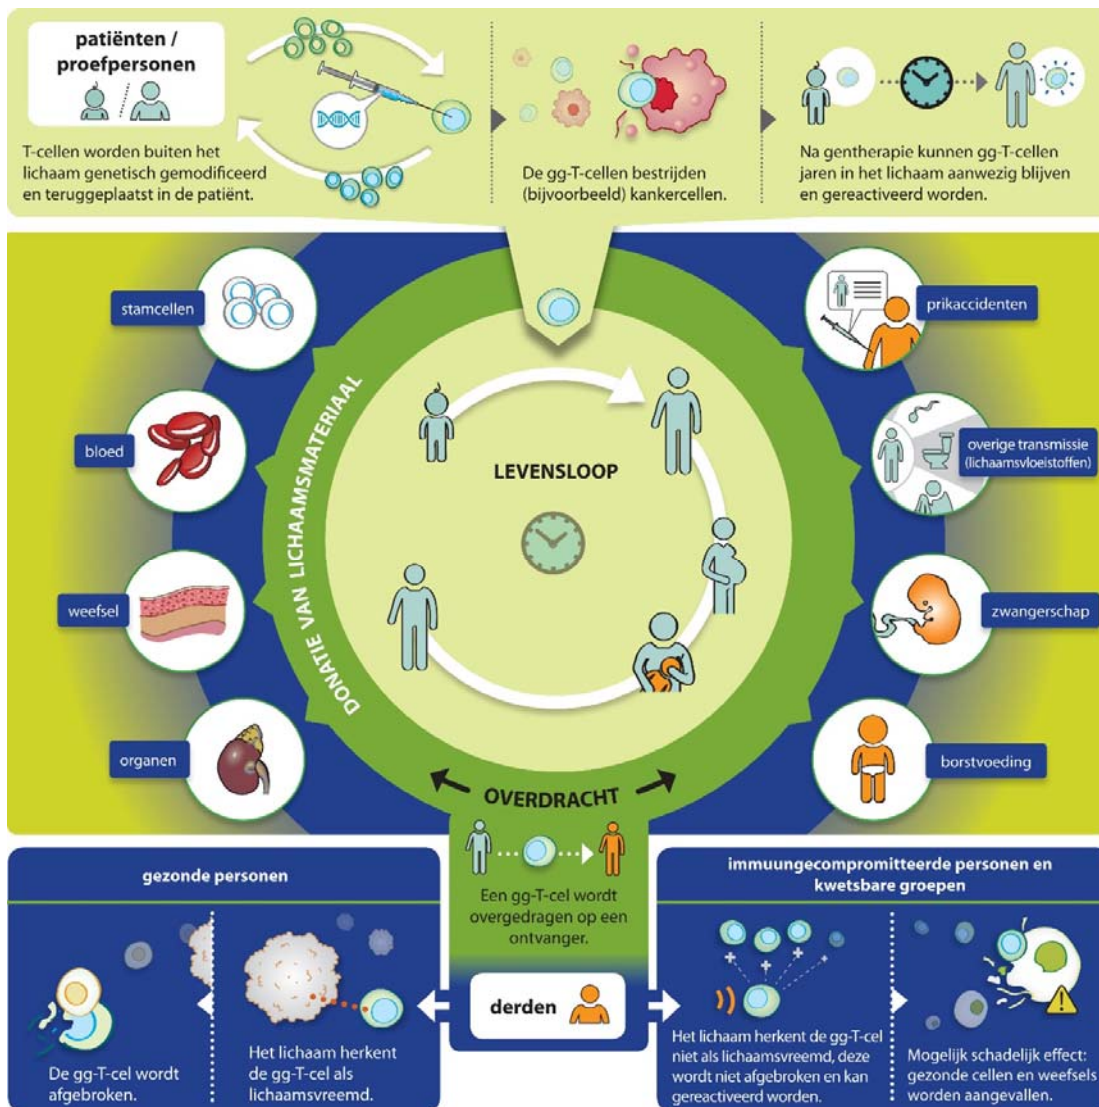 patiënten /
proefpersonen
T-cellen worden buiten het
lichaam genetisch gemodificeerd
en teruggeplaatst in de patiënt.
De gg-T-cellen bestrijden
(bijvoorbeeld) kankercellen.
Na gentherapie kunnen gg-T-cellen
jaren in het lichaam aanwezig blijven
en gereactiveerd worden.
stamcellen
bloed
weefsel
organen
DONATIE VAN LICHAAMSMATERIAAL
LEVENSLOOP
prikaccidenten
overige transmissie
(lichaamsvloeistoffen)
zwangerschap
borstvoeding
OVERDRACHT
Een gg-T-cel wordt
overgedragen op een
ontvanger.
derden
gezonde personen
De gg-T-cel wordt
afgebroken.
Het lichaam herkent
de gg-T-cel als
lichaamsvreemd.
immuungecompromitteerde personen en
kwetsbare groepen
Het lichaam herkent de gg-T-cel
niet als lichaamsvreemd, deze
wordt niet afgebroken en kan
gereactiveerd worden.
Mogelijk schadelijk effect:
gezonde cellen en weefsels
worden aangevallen.